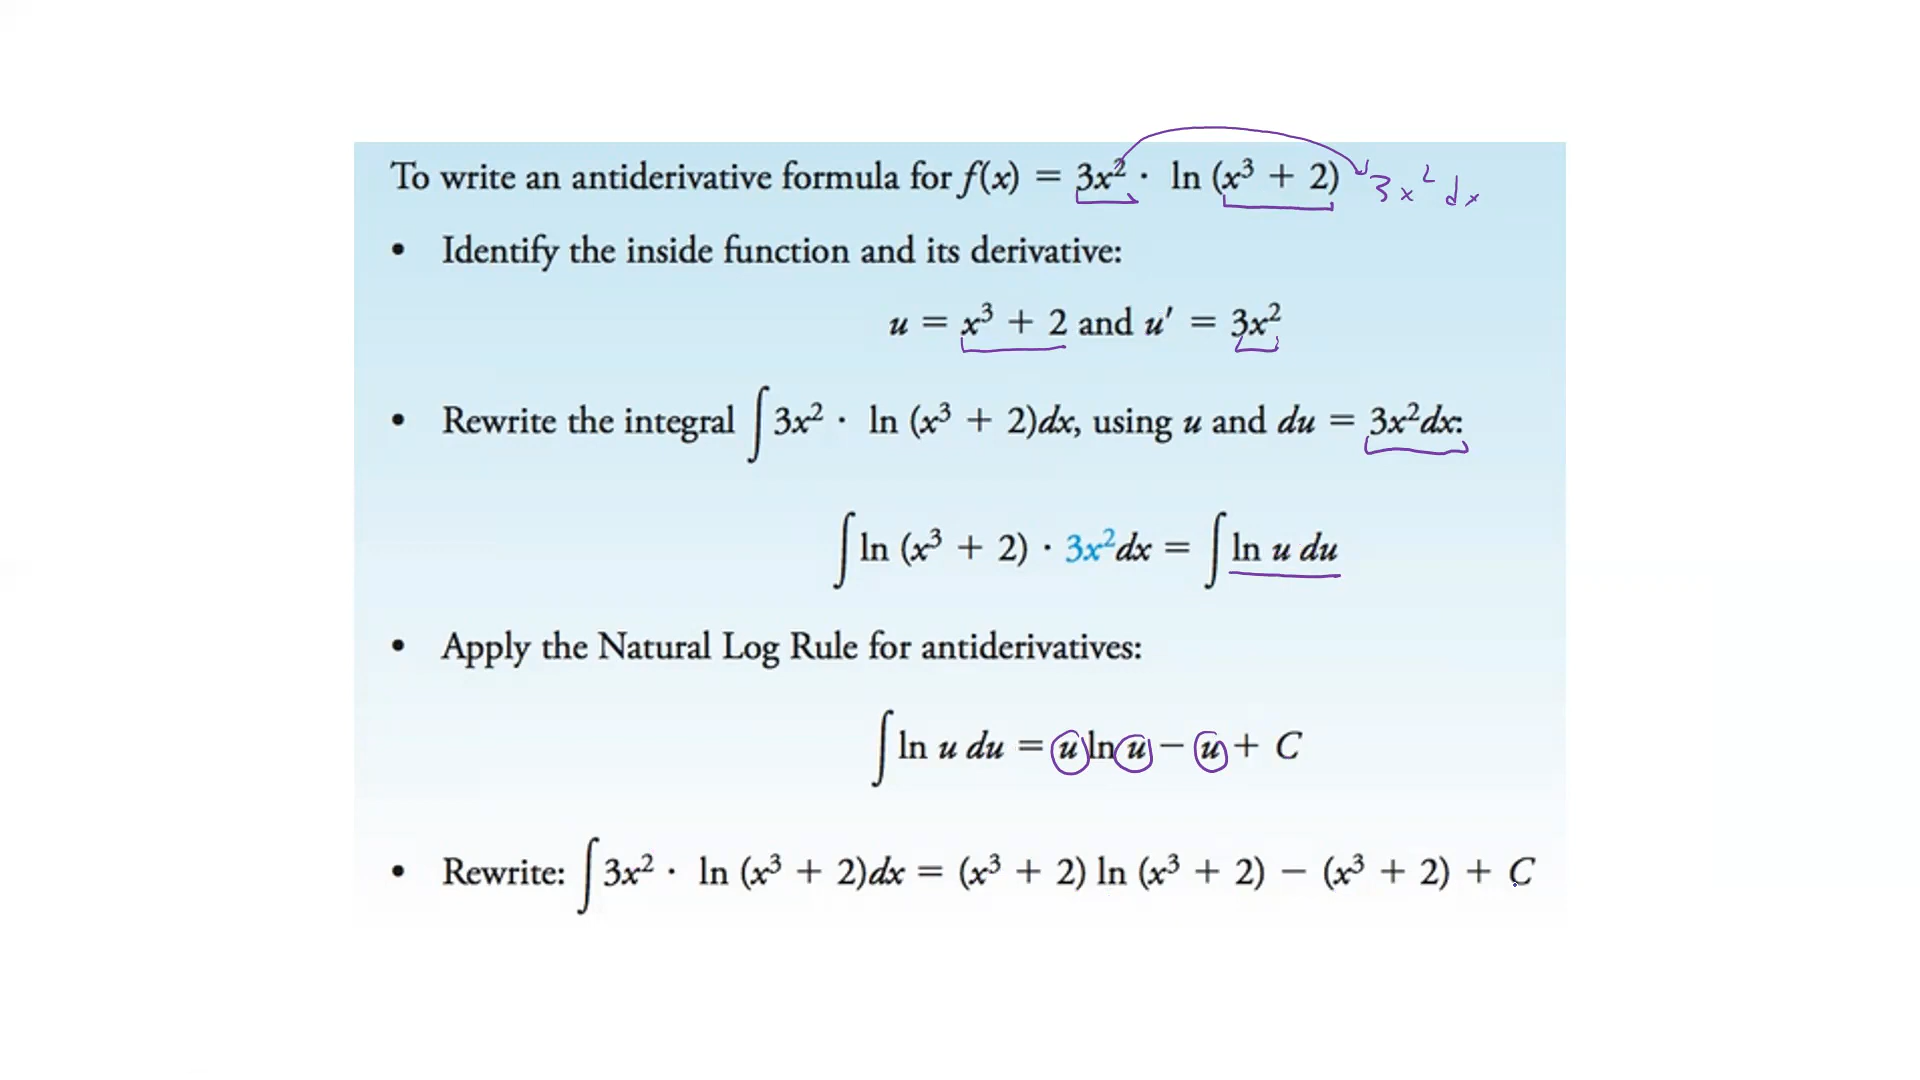 To write an antiderivative formula for f(x) = 3x² · ln (x³ + 2) 3x² dx
• Identify the inside function and its derivative:
u = x³ + 2 and u′ = 3x²
• Rewrite the integral ∫ 3x² · ln (x³ + 2)dx, using u and du = 3x²dx:
∫ ln (x³ + 2) · 3x²dx = ∫ ln u du
• Apply the Natural Log Rule for antiderivatives:
∫ ln u du = u ln u − u + C
• Rewrite: ∫ 3x² · ln (x³ + 2)dx = (x³ + 2) ln (x³ + 2) − (x³ + 2) + C